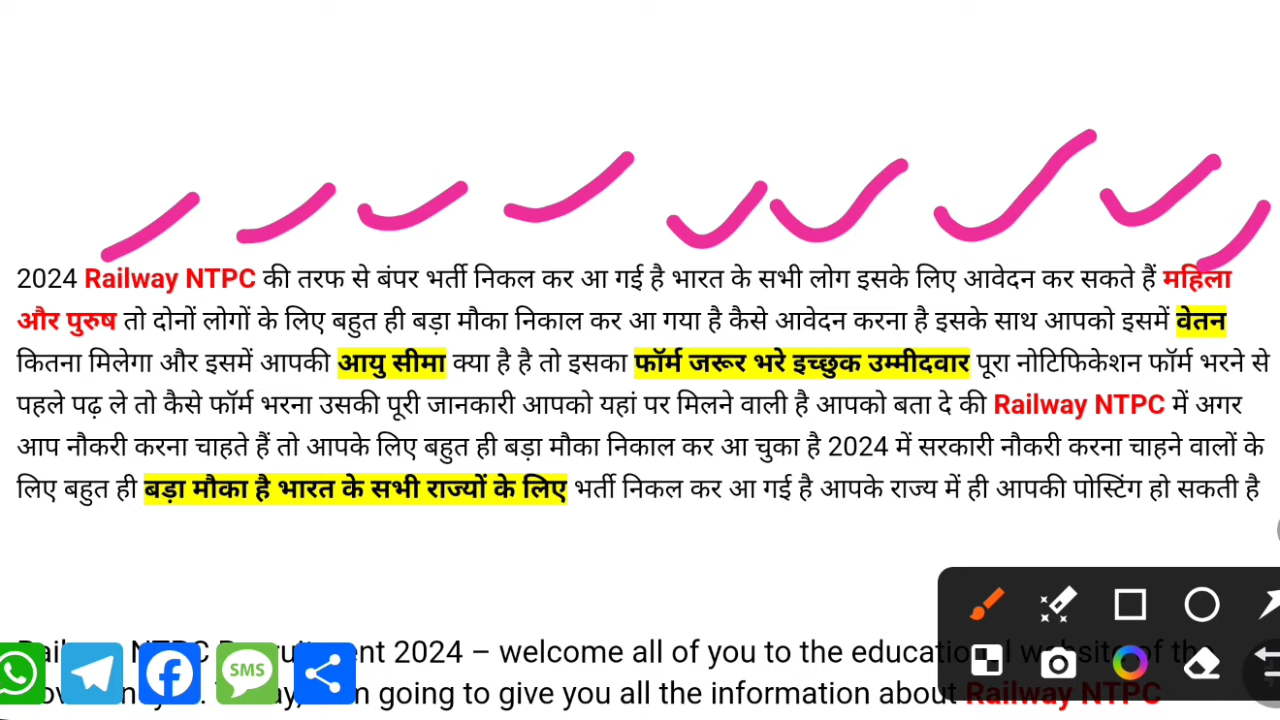 2024 Railway NTPC की तरफ से बंपर भर्ती निकल कर आ गई है भारत के सभी लोग इसके लिए आवेदन कर सकते हैं महिला
और पुरुष तो दोनों लोगों के लिए बहुत ही बड़ा मौका निकाल कर आ गया है कैसे आवेदन करना है इसके साथ आपको इसमें वेतन
कितना मिलेगा और इसमें आपकी आयु सीमा क्या है है तो इसका फॉर्म जरूर भरे इच्छुक उम्मीदवार पूरा नोटिफिकेशन फॉर्म भरने से
पहले पढ़ ले तो कैसे फॉर्म भरना उसकी पूरी जानकारी आपको यहां पर मिलने वाली है आपको बता दे की Railway NTPC में अगर
आप नौकरी करना चाहते हैं तो आपके लिए बहुत ही बड़ा मौका निकाल कर आ चुका है 2024 में सरकारी नौकरी करना चाहने वालों के
लिए बहुत ही बड़ा मौका है भारत के सभी राज्यों के लिए भर्ती निकल कर आ गई है आपके राज्य में ही आपकी पोस्टिंग हो सकती है
2024 – welcome all of you to the
SMS
going to give you all the information about Railway NTPC